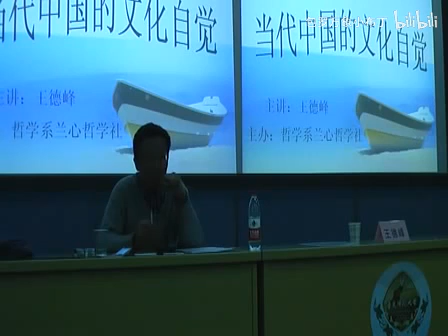 当代中国的文化自觉
主讲：王德峰
哲学系兰心哲学社
当代中国的文化自觉
主讲：王德峰
主办：哲学系兰心哲学社
bilibili
王德峰